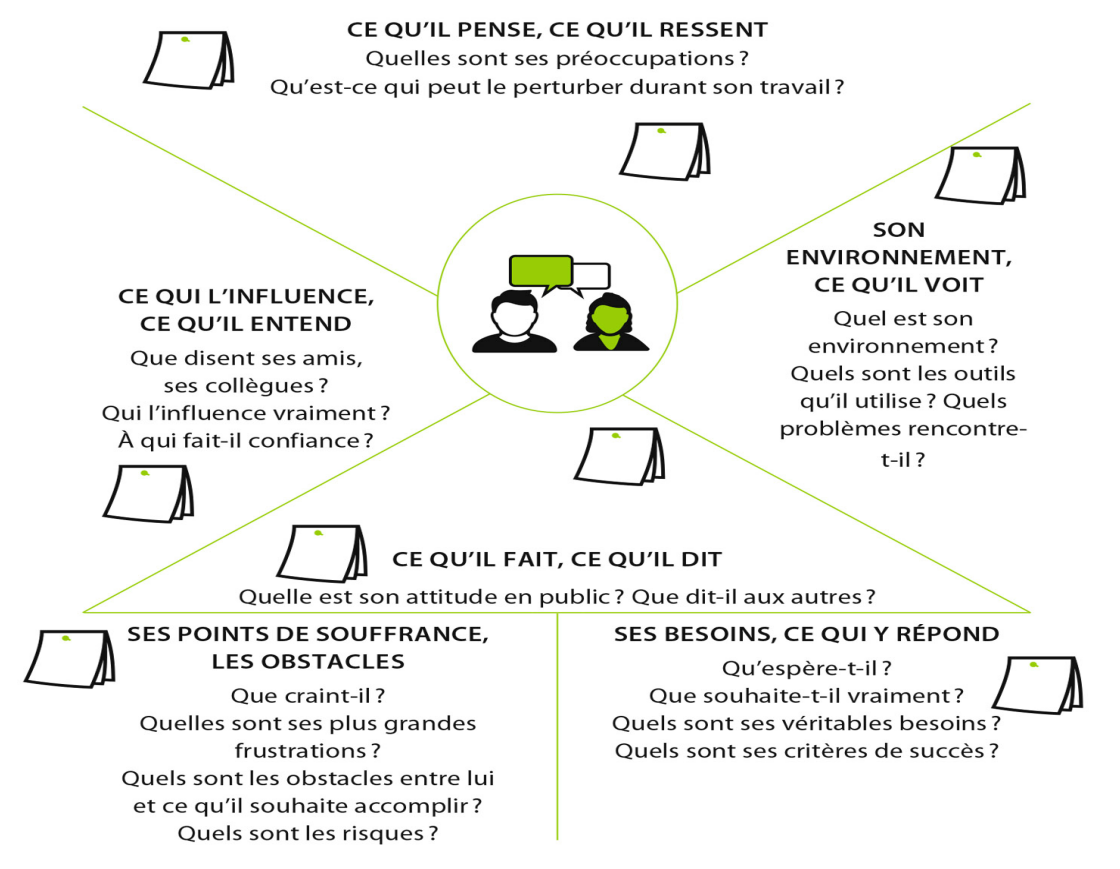 CE QU’IL PENSE, CE QU’IL RESSENT
Quelles sont ses préoccupations ?
Qu’est-ce qui peut le perturber durant son travail ?
CE QUI L’INFLUENCE,
CE QU’IL ENTEND
Que disent ses amis,
ses collègues ?
Qui l’influence vraiment ?
À qui fait-il confiance ?
SON
ENVIRONNEMENT,
CE QU’IL VOIT
Quel est son
environnement ?
Quels sont les outils
qu’il utilise ? Quels
problèmes rencontre-
t-il ?
CE QU’IL FAIT, CE QU’IL DIT
Quelle est son attitude en public ? Que dit-il aux autres ?
SES POINTS DE SOUFFRANCE,
LES OBSTACLES
Que craint-il ?
Quelles sont ses plus grandes
frustrations ?
Quels sont les obstacles entre lui
et ce qu’il souhaite accomplir ?
Quels sont les risques ?
SES BESOINS, CE QUI Y RÉPOND
Qu’espère-t-il ?
Que souhaite-t-il vraiment ?
Quels sont ses véritables besoins ?
Quels sont ses critères de succès ?